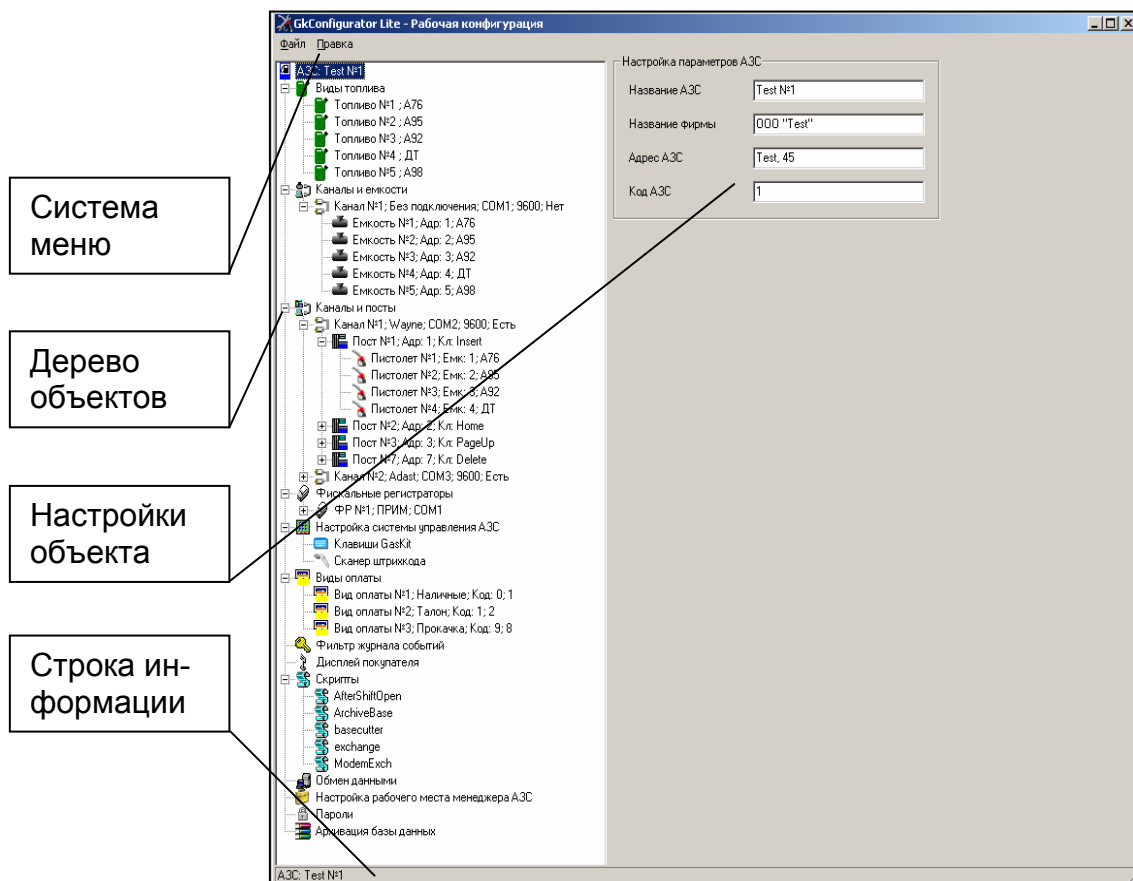 GkConfigurator Lite - Рабочая конфигурация
Файл Правка
АЗС: Test №1
Виды топлива
Топливо №1 ; А76
Топливо №2 ; А95
Топливо №3 ; А92
Топливо №4 ; ДТ
Топливо №5 ; А98
Каналы и емкости
Канал №1; Без подключения; COM1; 9600; Нет
Емкость №1; Адр: 1; А76
Емкость №2; Адр: 2; А95
Емкость №3; Адр: 3; А92
Емкость №4; Адр: 4; ДТ
Емкость №5; Адр: 5; А98
Каналы и посты
Канал №1; Wayne; COM2; 9600; Есть
Пост №1; Адр: 1; Кл: Insert
Пистолет №1; Емк: 1; А76
Пистолет №2; Емк: 2; А95
Пистолет №3; Емк: 3; А92
Пистолет №4; Емк: 4; ДТ
Пост №2; Адр: 2; Кл: Home
Пост №3; Адр: 3; Кл: PageUp
Пост №7; Адр: 7; Кл: Delete
Канал №2; Adast; COM3; 9600; Есть
Фискальные регистраторы
ФР №1; ПРИМ; COM1
Настройка системы управления АЗС
Клавиши GasKit
Сканер штрихкода
Виды оплаты
Вид оплаты №1; Наличные; Код: 0; 1
Вид оплаты №2; Талон; Код: 1; 2
Вид оплаты №3; Прокачка; Код: 9; 8
Фильтр журнала событий
Дисплей покупателя
Скрипты
AfterShiftOpen
ArchiveBase
basecutter
exchange
ModemExch
Обмен данными
Настройка рабочего места менеджера АЗС
Пароли
Архивация базы данных
Настройка параметров АЗС
Название АЗС Test №1
Название фирмы ООО "Test"
Адрес АЗС Test, 45
Код АЗС 1
АЗС: Test №1
Система
меню
Дерево
объектов
Настройки
объекта
Строка ин-
формации